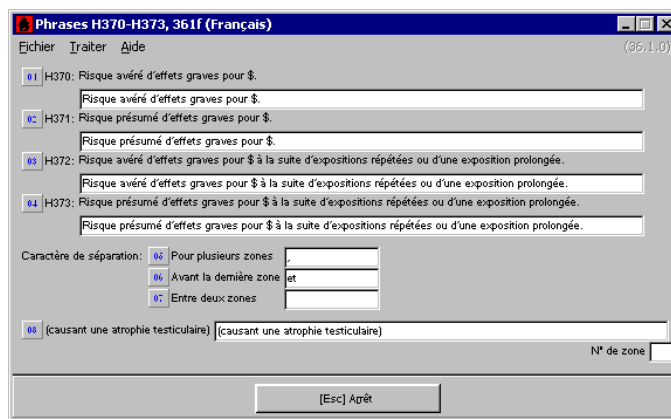 Phrases H370-H373, 361f (Français)
Fichier Traiter Aide (36.1.0)
01 H370: Risque avéré d'effets graves pour $.
Risque avéré d'effets graves pour $.
02 H371: Risque présumé d'effets graves pour $.
Risque présumé d'effets graves pour $.
03 H372: Risque avéré d'effets graves pour $ à la suite d'expositions répétées ou d'une exposition prolongée.
Risque avéré d'effets graves pour $ à la suite d'expositions répétées ou d'une exposition prolongée.
04 H373: Risque présumé d'effets graves pour $ à la suite d'expositions répétées ou d'une exposition prolongée.
Risque présumé d'effets graves pour $ à la suite d'expositions répétées ou d'une exposition prolongée.
Caractère de séparation: 05 Pour plusieurs zones ,
06 Avant la dernière zone et
07 Entre deux zones
08 (causant une atrophie testiculaire) (causant une atrophie testiculaire)
N° de zone
[Esc] Arrêt